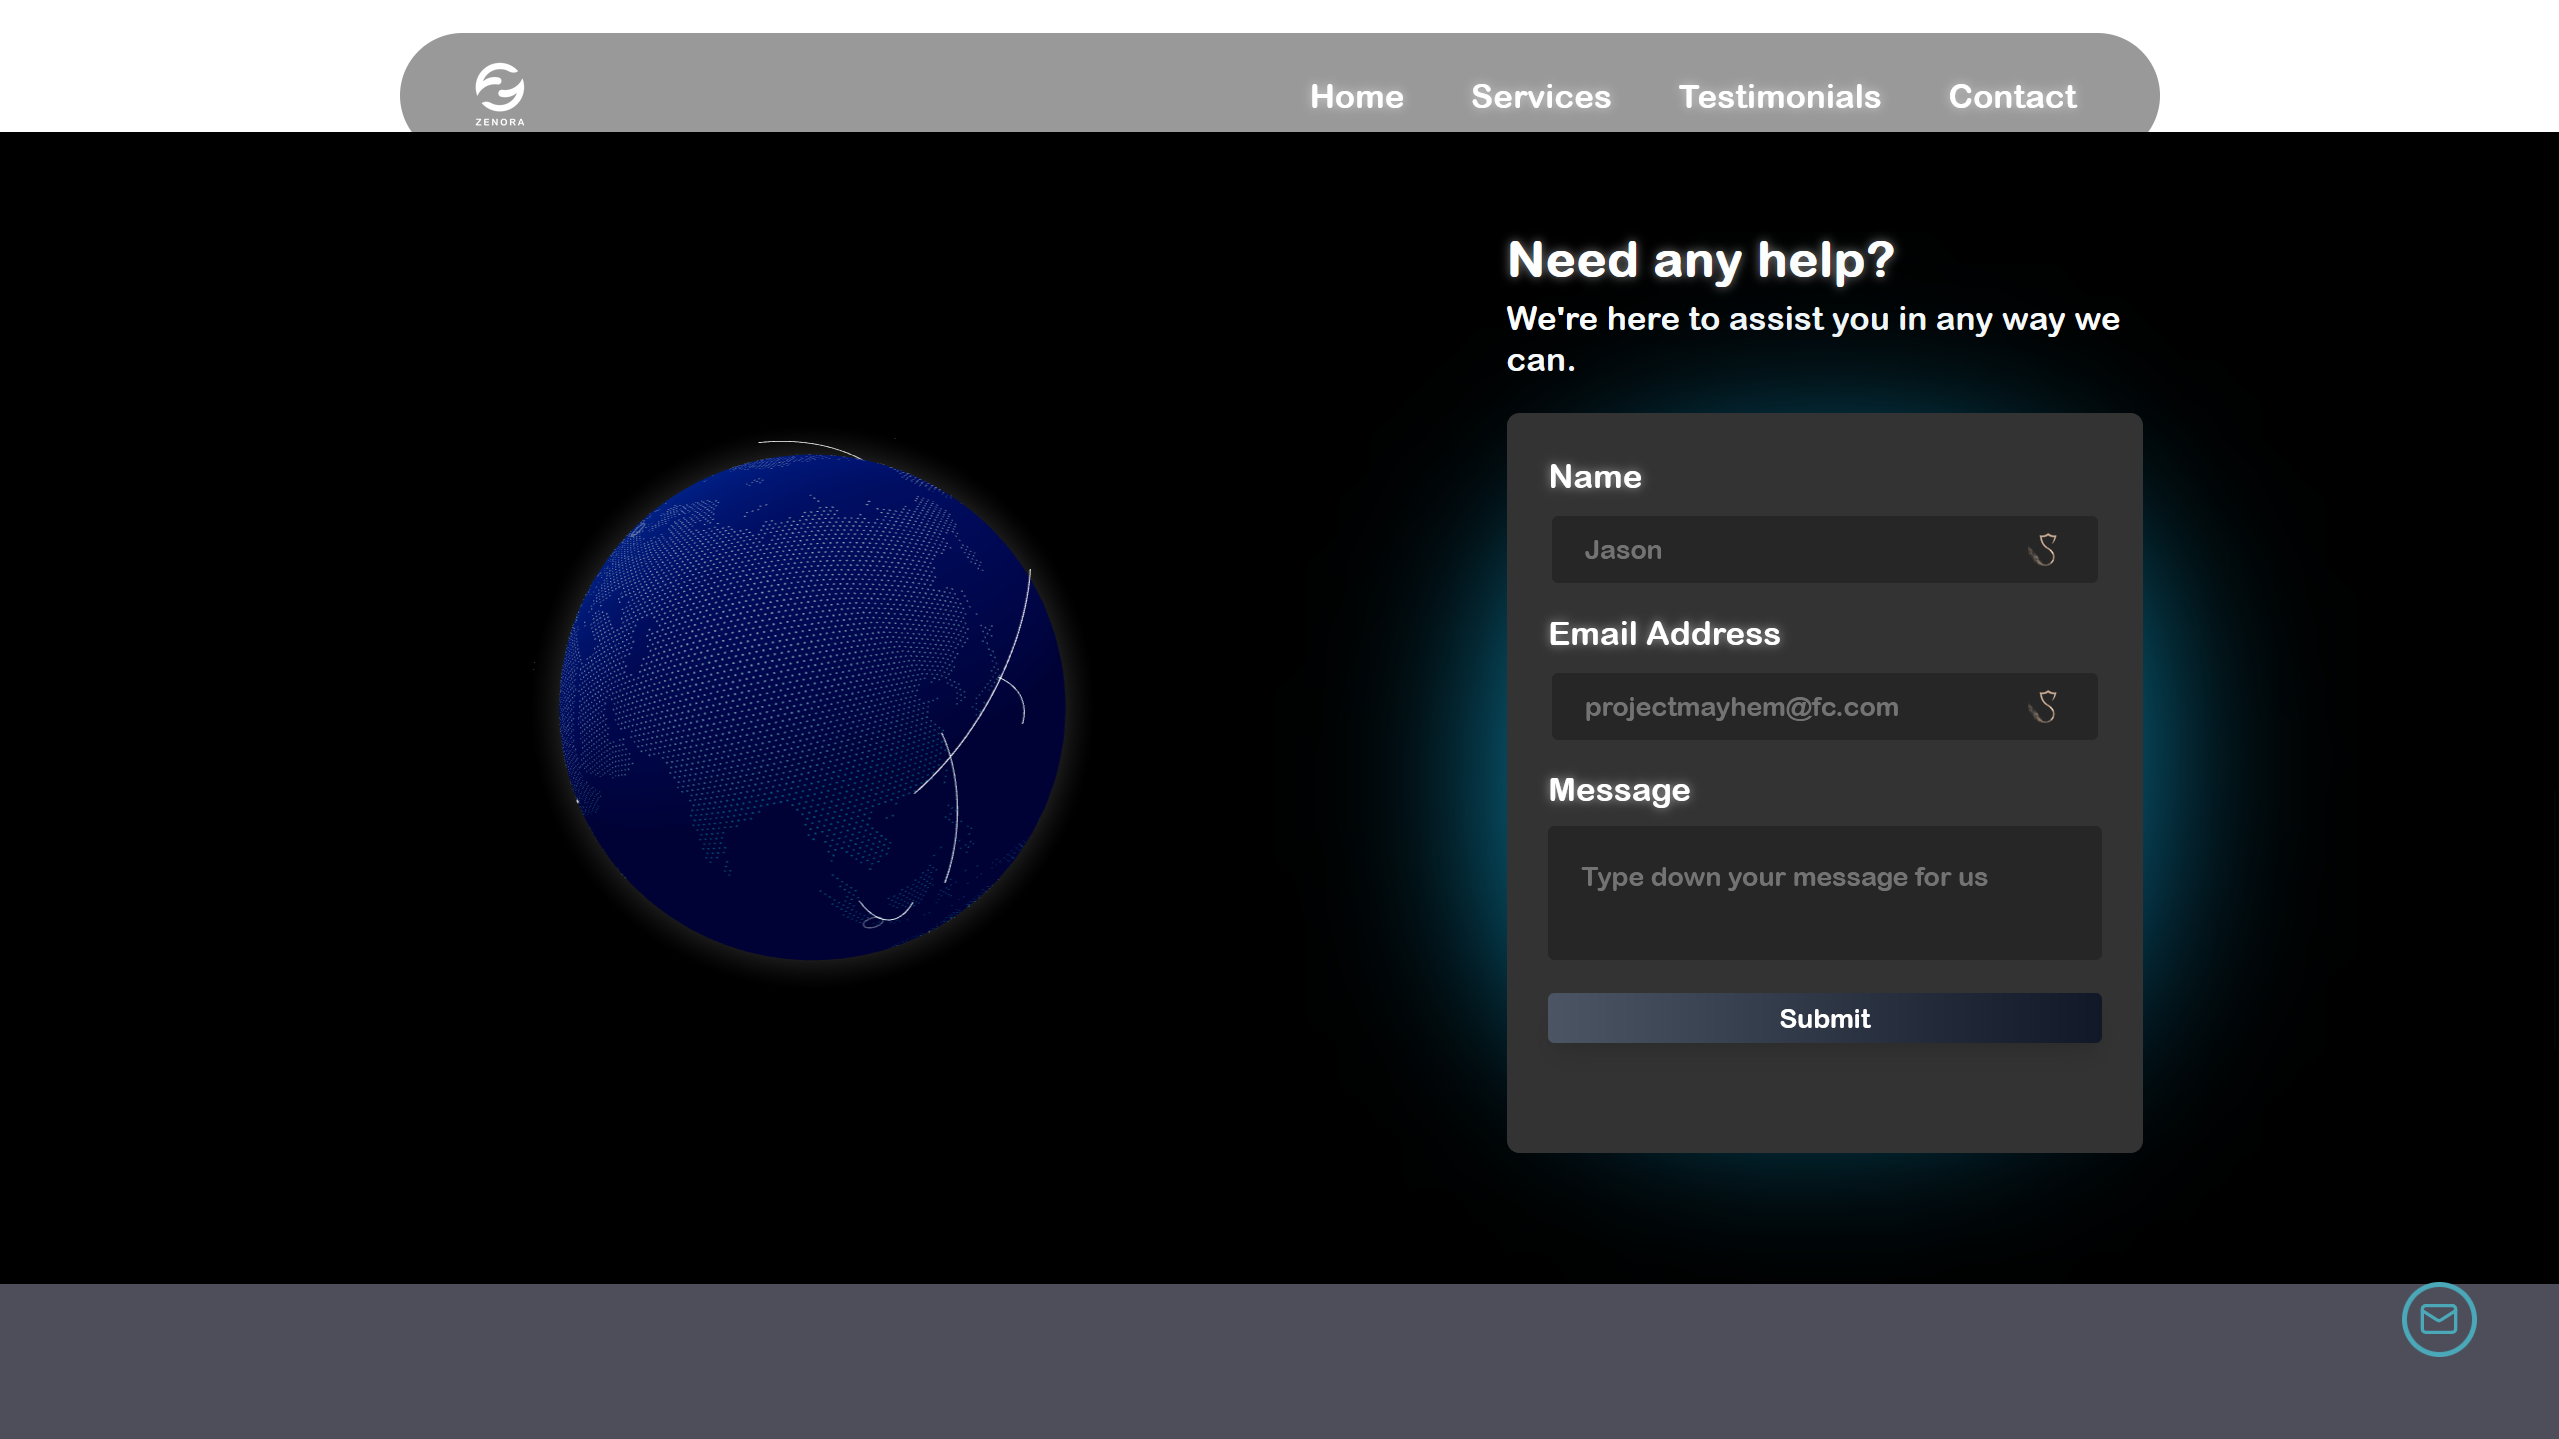 ZENORA
Home
Services
Testimonials
Contact
Need any help?
We're here to assist you in any way we
can.
Name
Jason
Email Address
projectmayhem@fc.com
Message
Type down your message for us
Submit